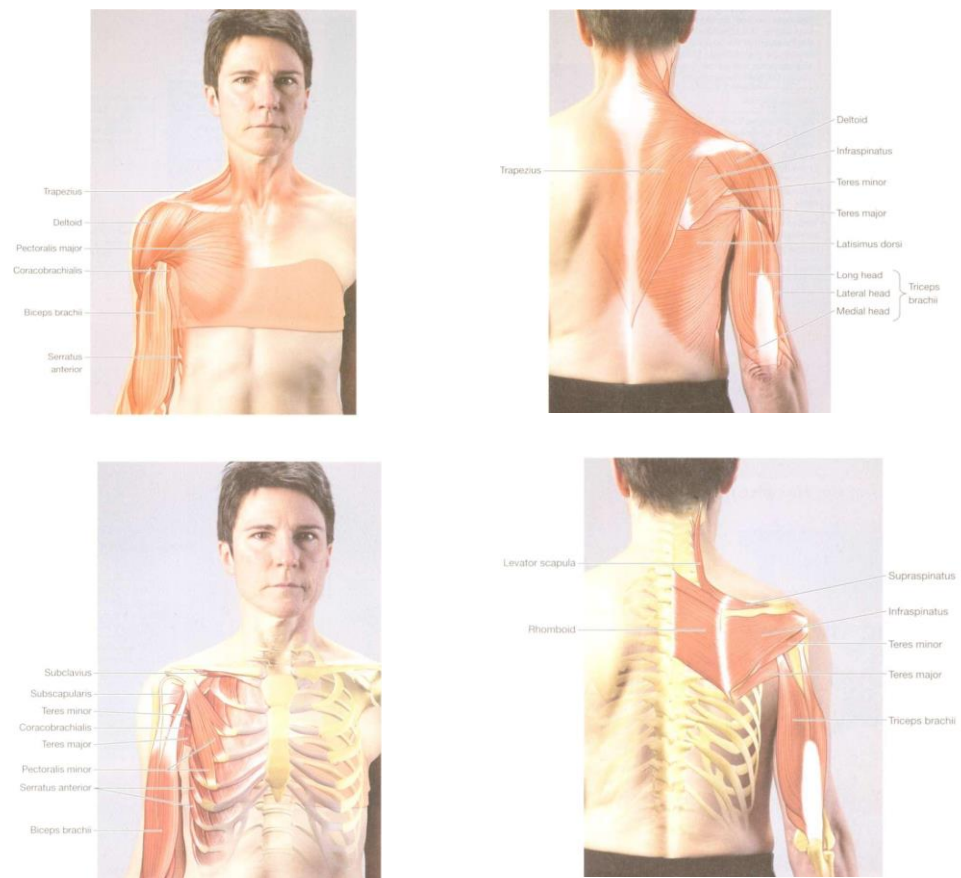 Trapezius
Deltoid
Pectoralis major
Coracobrachialis
Biceps brachii
Serratus
anterior
Trapezius
Deltoid
Infraspinatus
Teres minor
Teres major
Latisimus dorsi
Long head
Lateral head
Medial head
Triceps
brachii
Subclavius
Subscapularis
Teres minor
Coracobrachialis
Teres major
Pectoralis minor
Serratus anterior
Biceps brachii
Levator scapula
Rhomboid
Supraspinatus
Infraspinatus
Teres minor
Teres major
Triceps brachii